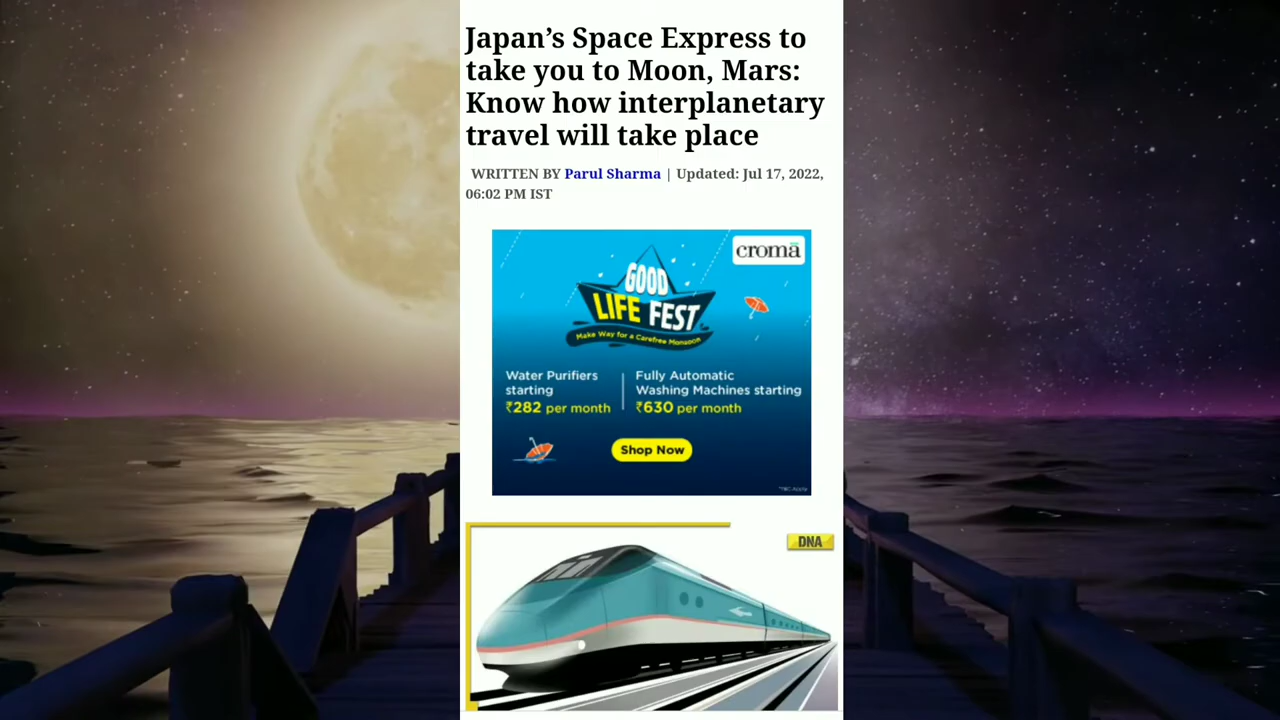 Japan’s Space Express to
take you to Moon, Mars:
Know how interplanetary
travel will take place
WRITTEN BY Parul Sharma | Updated: Jul 17, 2022,
06:02 PM IST
croma
GOOD
LIFE FEST
Make Way for a Carefree Monsoon
Water Purifiers
starting
₹282 per month
Fully Automatic
Washing Machines starting
₹630 per month
Shop Now
*T&C Apply
DNA